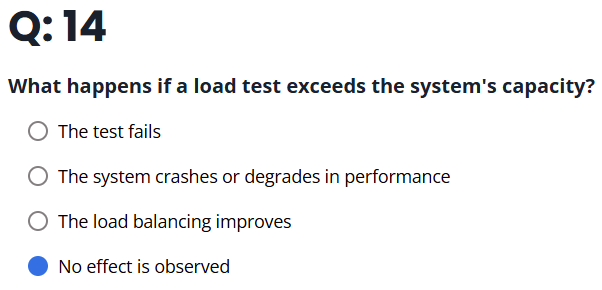 Q: 14
What happens if a load test exceeds the system's capacity?
The test fails
The system crashes or degrades in performance
The load balancing improves
No effect is observed